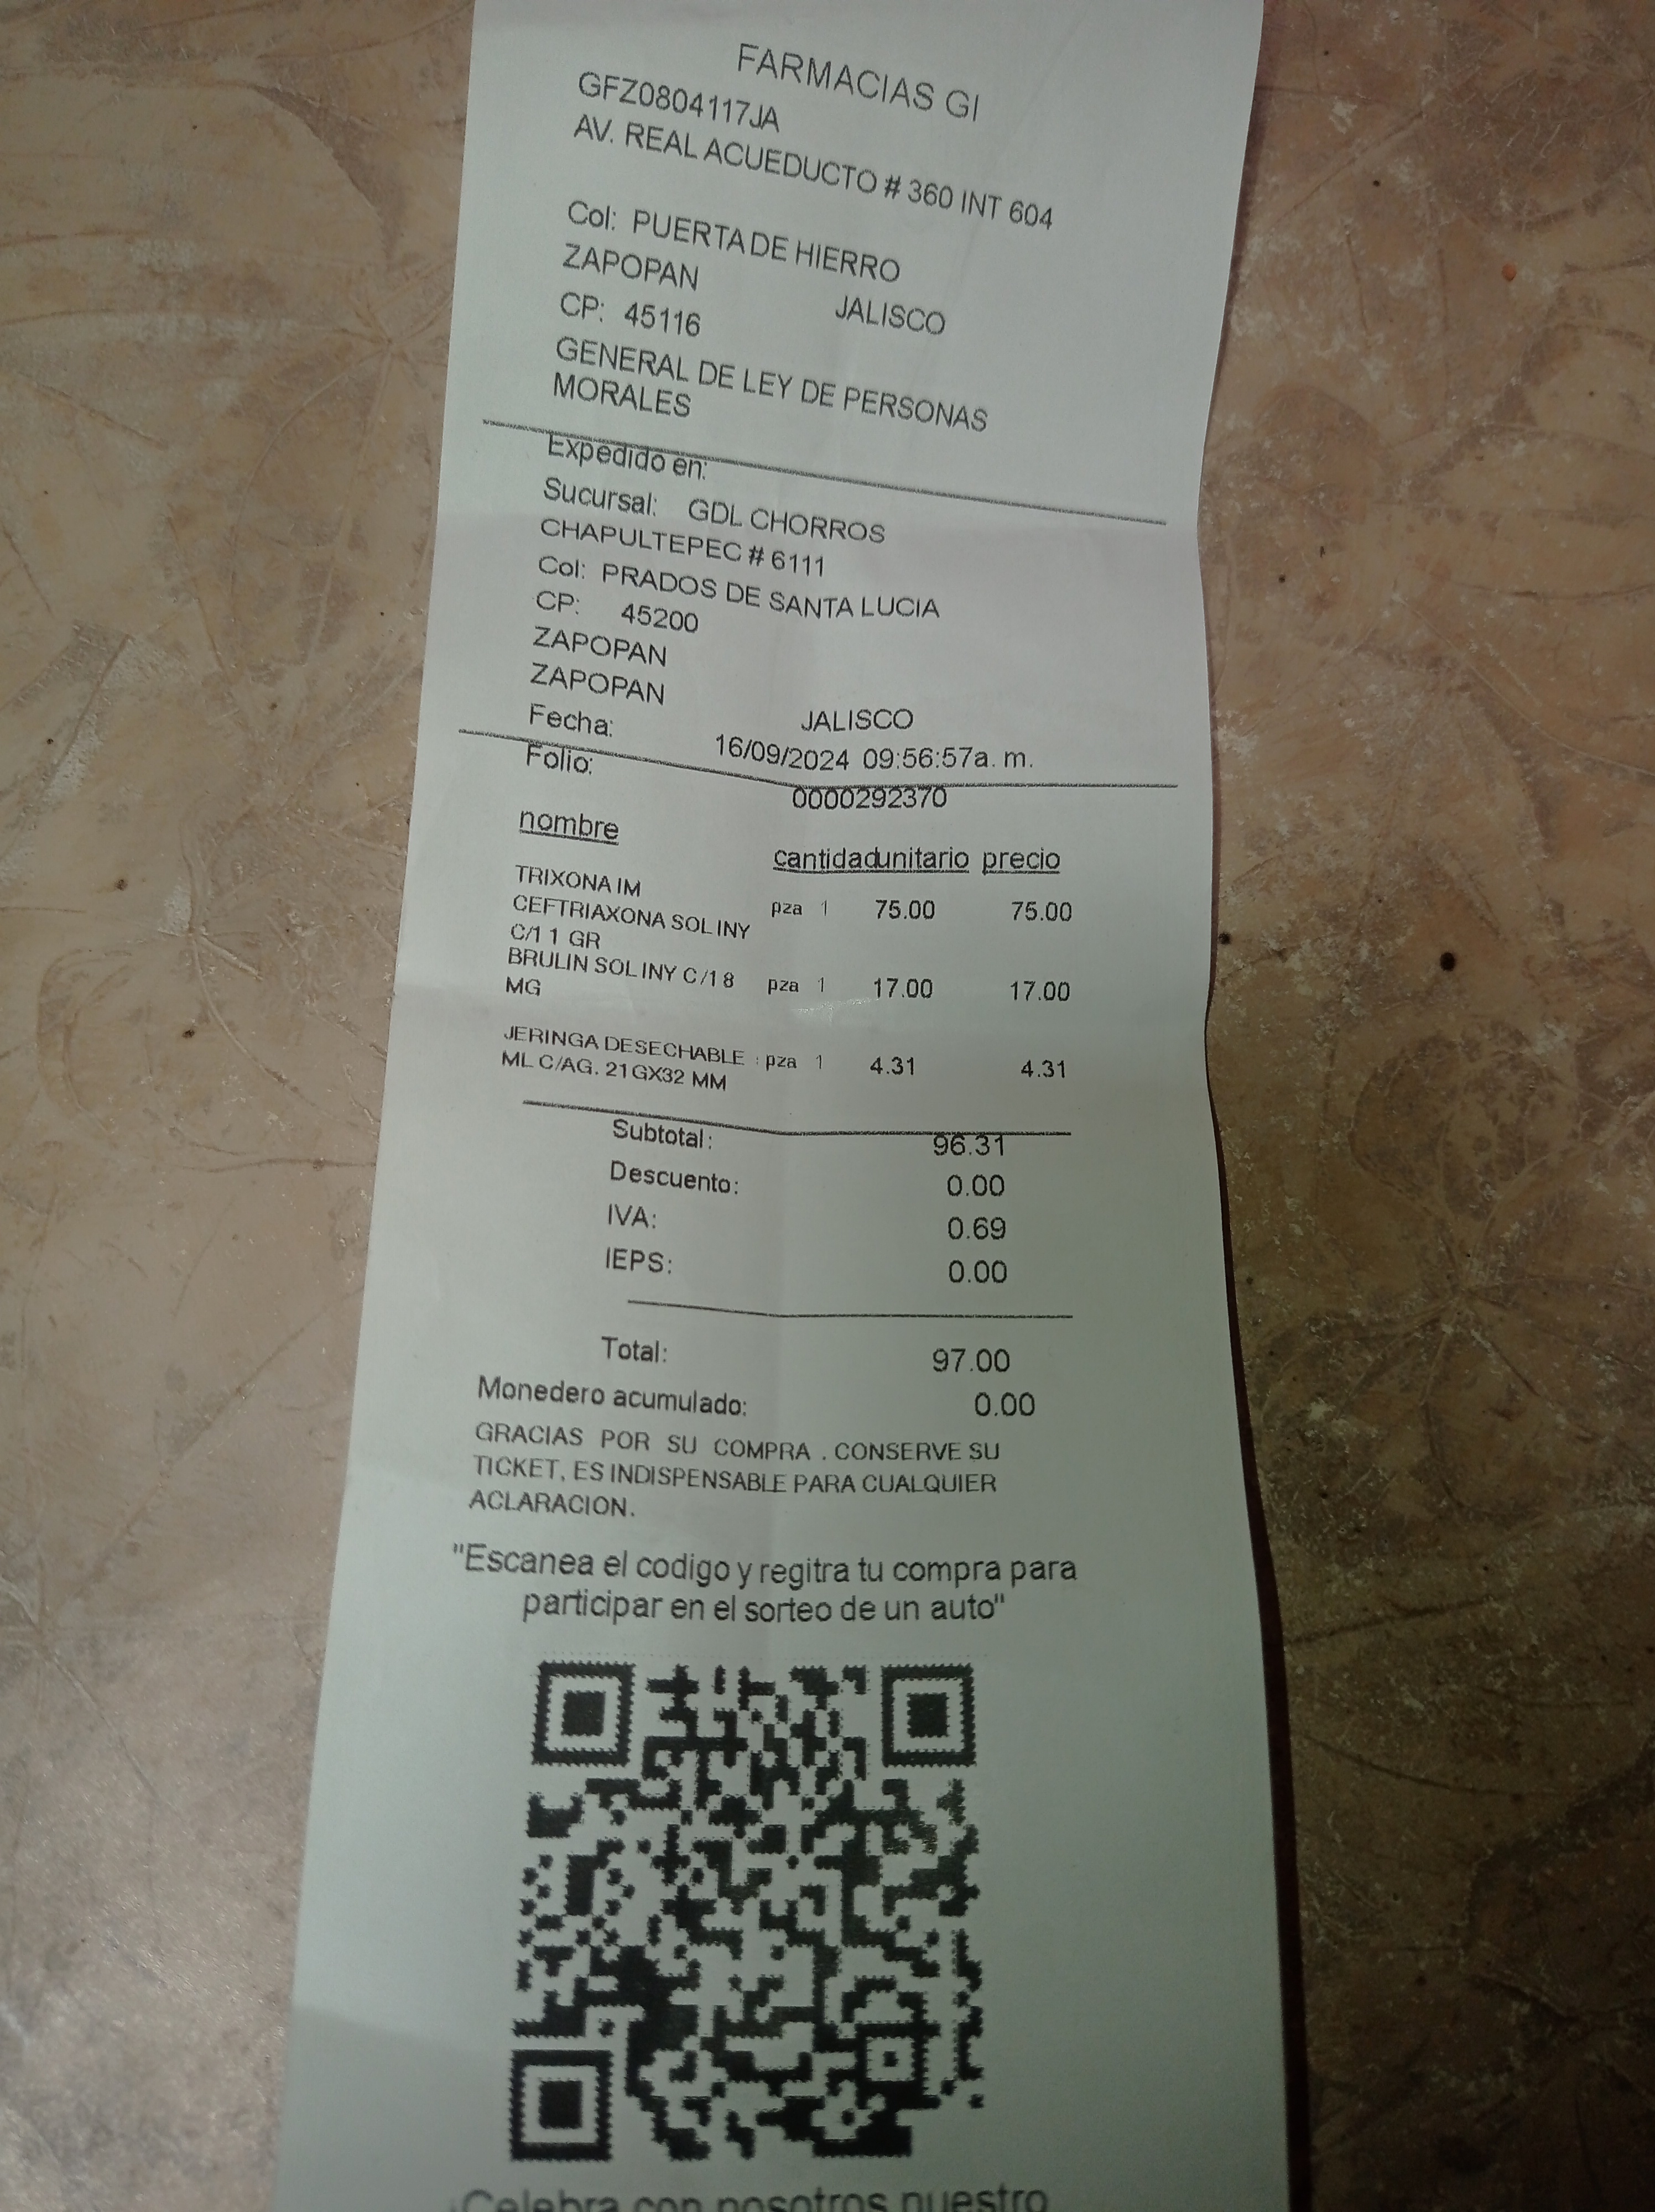 FARMACIAS GI
GFZ0804117JA
AV. REAL ACUEDUCTO # 360 INT 604
Col: PUERTA DE HIERRO
ZAPOPAN JALISCO
CP: 45116
GENERAL DE LEY DE PERSONAS
MORALES
Expedido en:
Sucursal: GDL CHORROS
CHAPULTEPEC # 6111
Col: PRADOS DE SANTA LUCIA
CP: 45200
ZAPOPAN
ZAPOPAN JALISCO
Fecha: 16/09/2024 09:56:57a. m.
Folio: 0000292370
nombre cantidad unitario precio
TRIXONA IM pza 1 75.00 75.00
CEFTRIAXONA SOL INY
C/1 1 GR
BRULIN SOL INY C/1 8 pza 1 17.00 17.00
MG
JERINGA DESECHABLE pza 1 4.31 4.31
ML C/AG. 21GX32 MM
Subtotal: 96.31
Descuento: 0.00
IVA: 0.69
IEPS: 0.00
Total: 97.00
Monedero acumulado: 0.00
GRACIAS POR SU COMPRA . CONSERVE SU
TICKET, ES INDISPENSABLE PARA CUALQUIER
ACLARACION.
"Escanea el codigo y regitra tu compra para
participar en el sorteo de un auto"
¡Celebra con nosotros nuestro